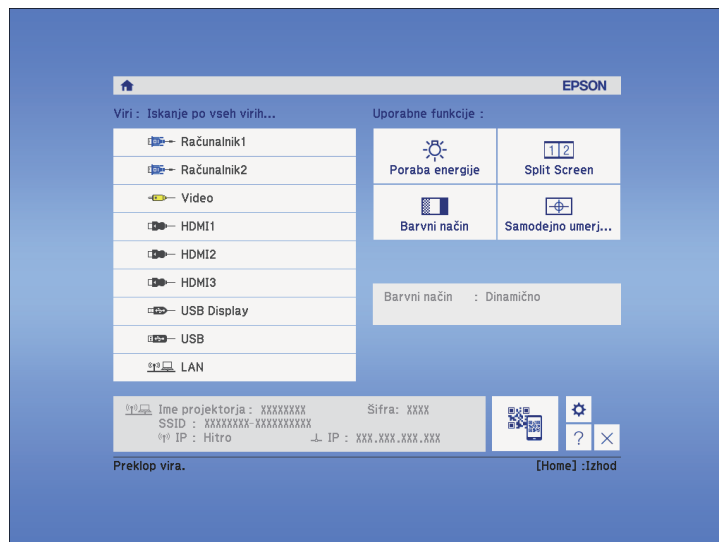 EPSON
Viri : Iskanje po vseh virih...
Računalnik1
Računalnik2
Video
HDMI1
HDMI2
HDMI3
USB Display
USB
LAN
Uporabne funkcije :
Poraba energije
1 2
Split Screen
Barvni način
Samodejno umerj...
Barvni način : Dinamično
Ime projektorja : XXXXXXXX Šifra: XXXX
SSID : XXXXXXXX-XXXXXXXXXX
IP : Hitro IP : XXX.XXX.XXX.XXX
?
Preklop vira. [Home] :Izhod